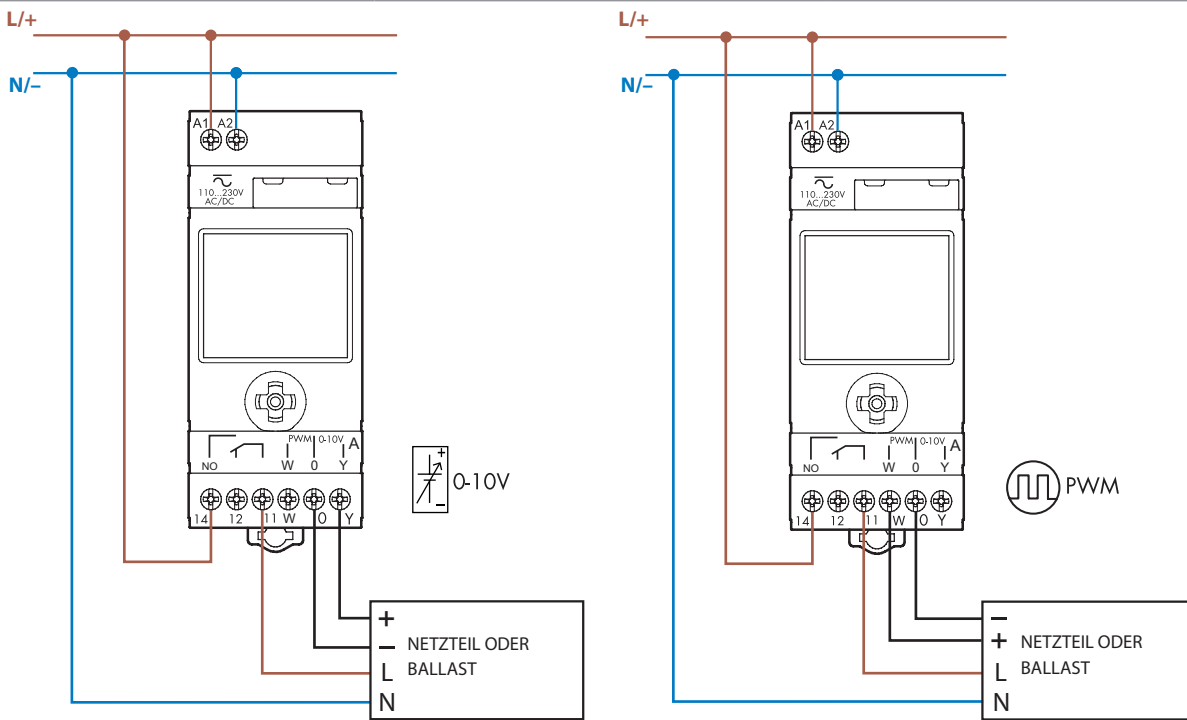 L/+
N/–
A1 A2
110...230V
AC/DC
PWM 0-10V A
NO W 0 Y
14 12 11 W 0 Y
+
0-10V
–
+
– NETZTEIL ODER
L BALLAST
N
L/+
N/–
A1 A2
110...230V
AC/DC
PWM 0-10V A
NO W 0 Y
14 12 11 W 0 Y
PWM
–
+ NETZTEIL ODER
L BALLAST
N